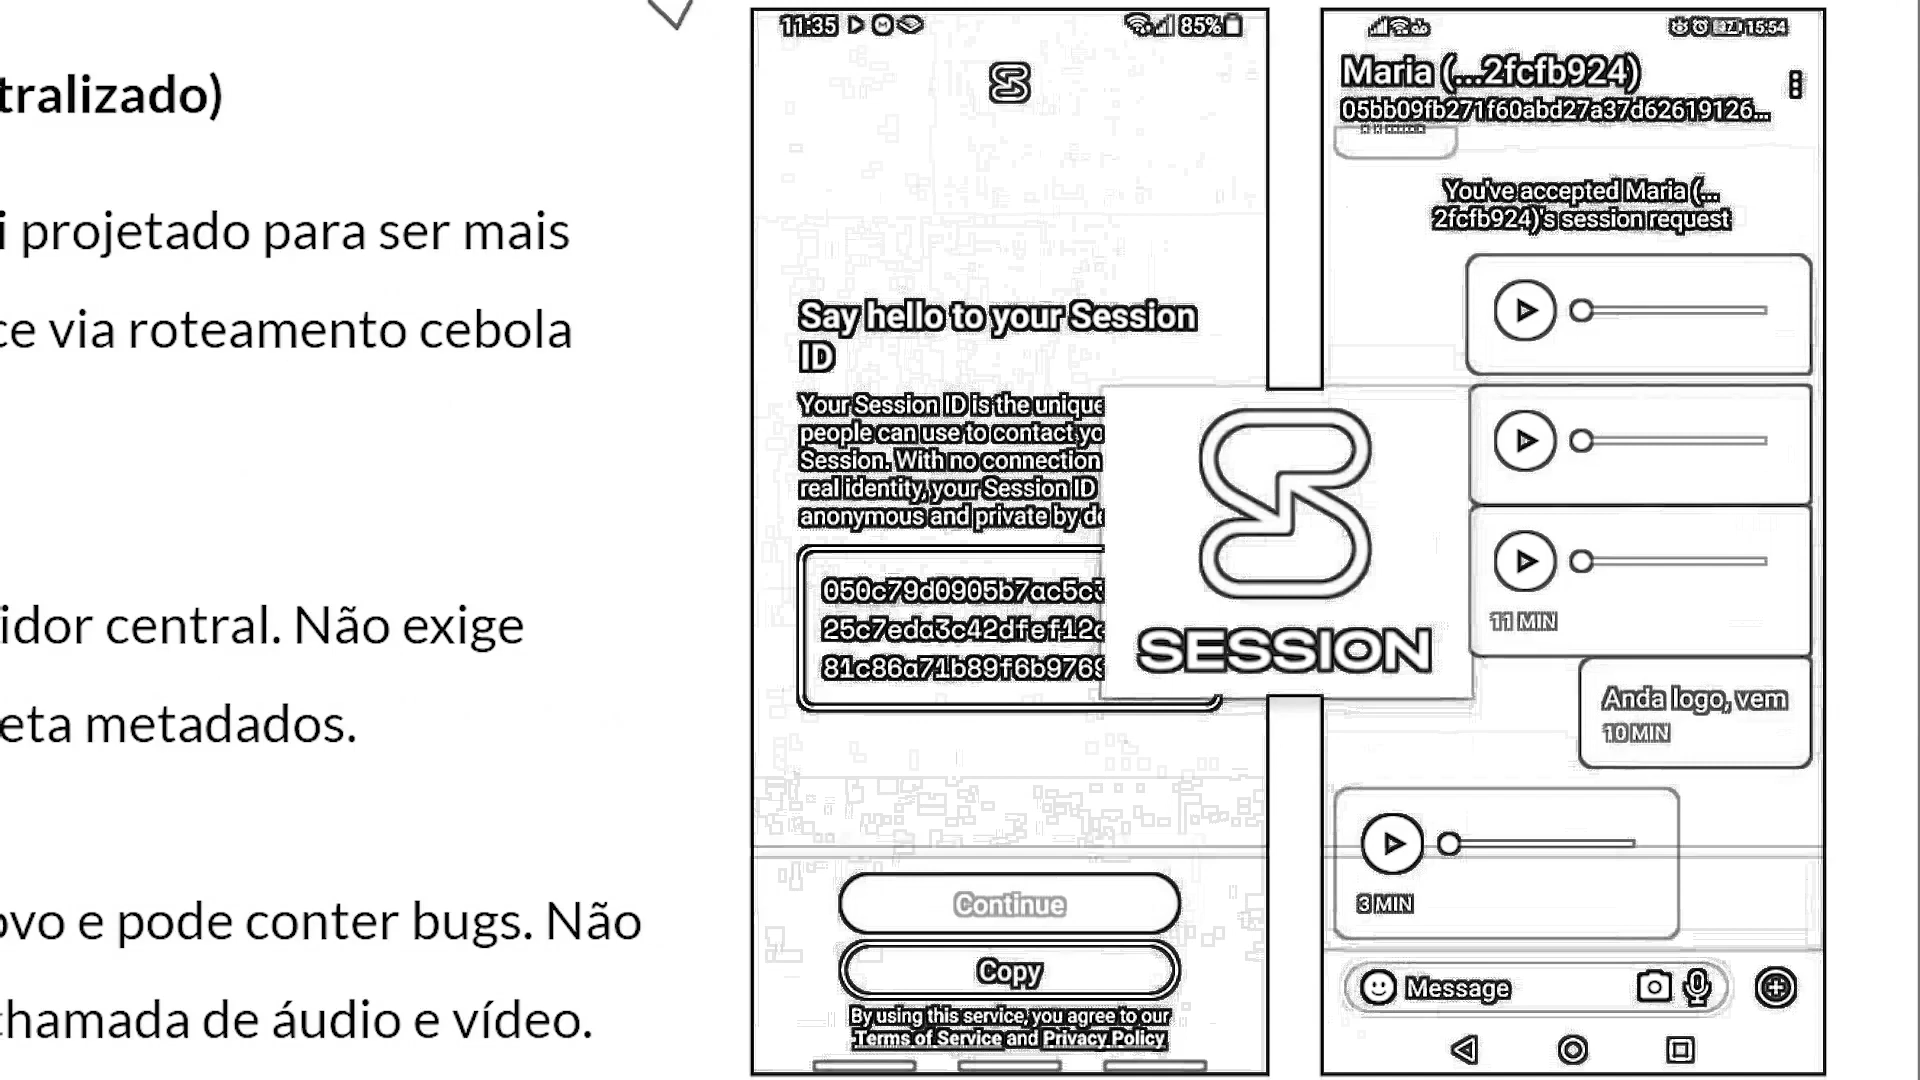 tralizado)
i projetado para ser mais
ce via roteamento cebola
idor central. Não exige
eta metadados.
ovo e pode conter bugs. Não
chamada de áudio e vídeo.
11:35
85%
Say hello to your Session
ID
Your Session ID is the unique
people can use to contact yo
Session. With no connection
real identity, your Session ID
anonymous and private by de
050c79d0905b7ac5c3
25c7eda3c42dfef12c
81c86a71b89f6b9769
Continue
Copy
By using this service, you agree to our
Terms of Service and Privacy Policy
SESSION
15:54
Maria (...2fcfb924)
05bb09fb271f60abd27a37d62619126...
You've accepted Maria (...
2fcfb924)'s session request
11 MIN
Anda logo, vem
10 MIN
3 MIN
Message